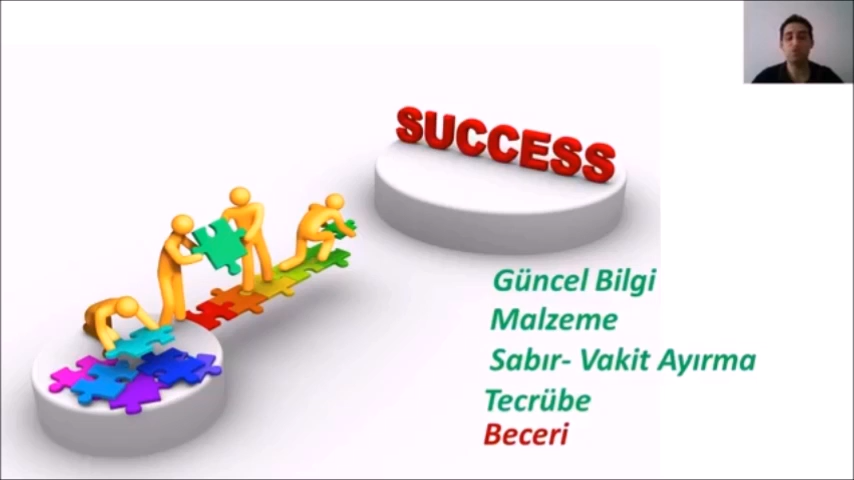 SUCCESS
Güncel Bilgi
Malzeme
Sabır- Vakit Ayırma
Tecrübe
Beceri